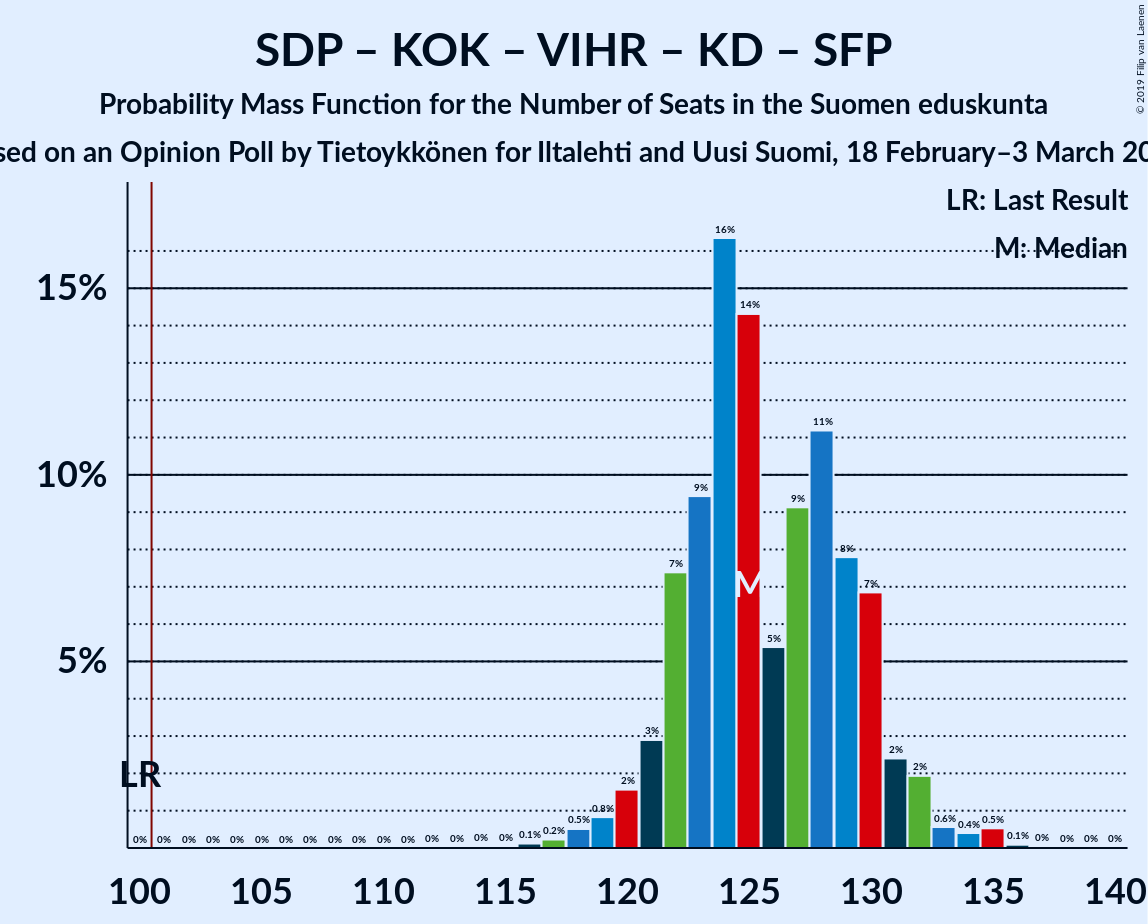 SDP – KOK – VIHR – KD – SFP
Probability Mass Function for the Number of Seats in the Suomen eduskunta
sed on an Opinion Poll by Tietoykkönen for Iltalehti and Uusi Suomi, 18 February–3 March 20
© 2019 Filip van Laenen
LR: Last Result
M: Median
15%
10%
5%
LR
M
0% 0% 0% 0% 0% 0% 0% 0% 0% 0% 0% 0% 0% 0% 0% 0% 0.1% 0.2% 0.5% 0.8% 2% 3% 7% 9% 16% 14% 5% 9% 11% 8% 7% 2% 2% 0.6% 0.4% 0.5% 0.1% 0% 0% 0% 0%
100 105 110 115 120 125 130 135 140